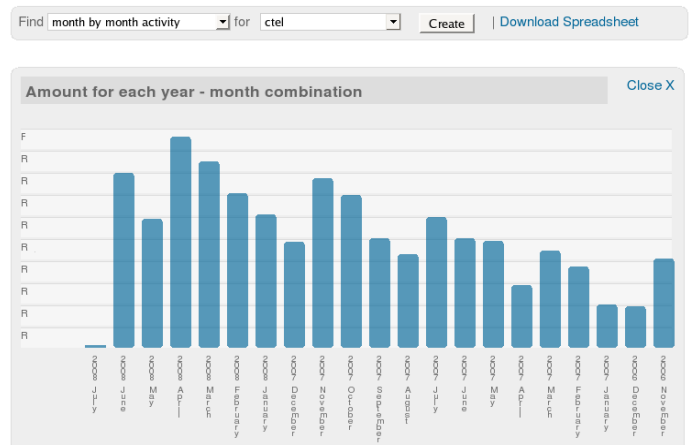 Find month by month activity for ctel Create | Download Spreadsheet
Amount for each year - month combination
Close X
F
R
R
R
R
R
R
R
R
R
2008 July
2008 June
2008 May
2008 April
2008 March
2008 February
2008 January
2007 December
2007 November
2007 October
2007 September
2007 August
2007 July
2007 June
2007 May
2007 April
2007 March
2007 February
2007 January
2006 December
2006 November